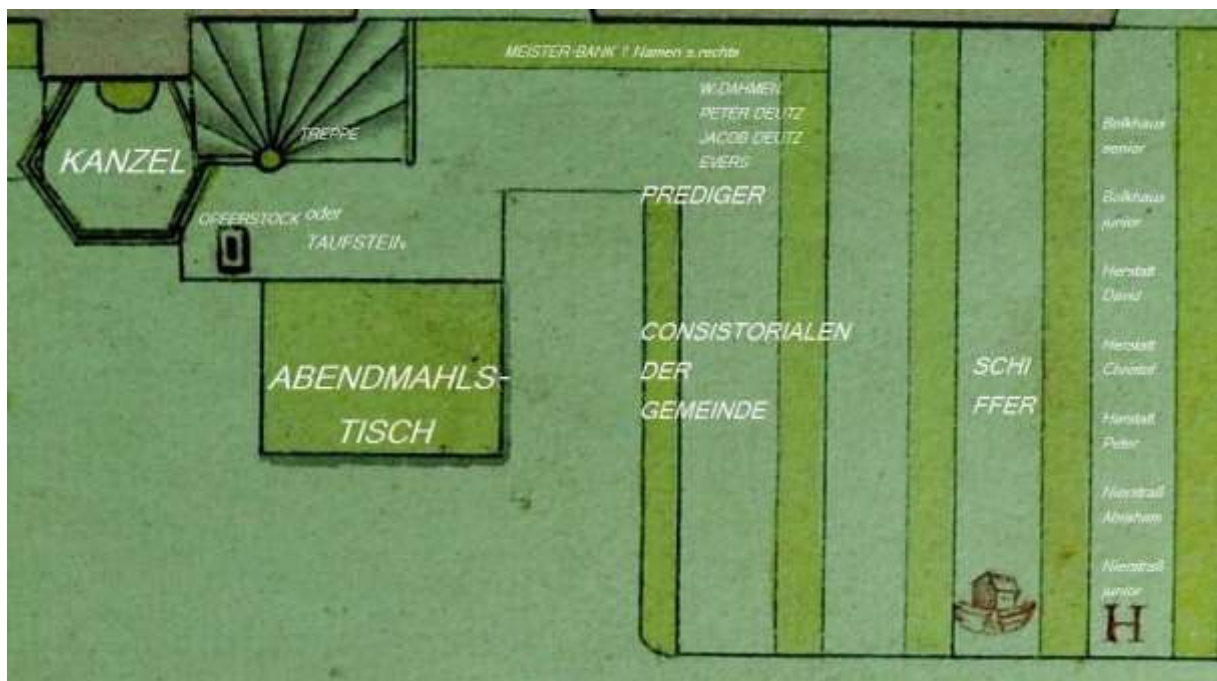 MEISTER-BANK !! Namen s.rechts
W.DAHMEN
PETER DEUTZ
JACOB DEUTZ
EVERS
TREPPE
KANZEL
PREDIGER
OPFERSTOCK oder
TAUFSTEIN
CONSISTORIALEN
DER
GEMEINDE
ABENDMAHLS-
TISCH
SCHI
FFER
Bolkhaus
senior
Bolkhaus
junior
Herstatt
David
Herstatt
Christof
Herstatt
Peter
Nierstraß
Abraham
Nierstraß
junior
H